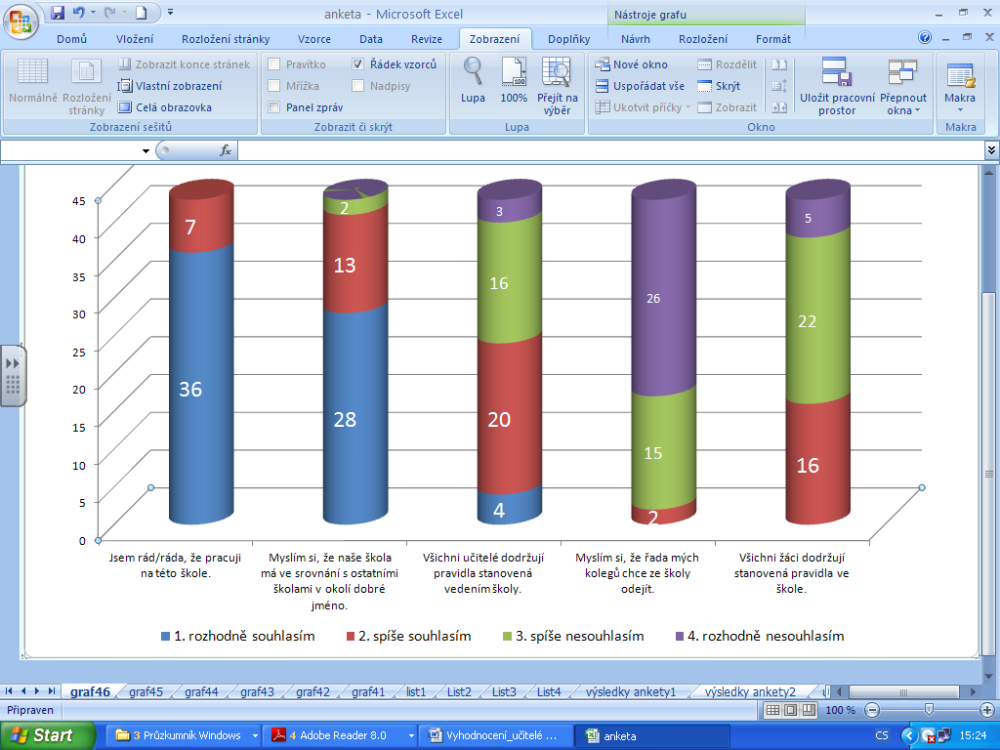 anketa - Microsoft Excel
Nástroje grafu
Domů Vložení Rozložení stránky Vzorce Data Revize Zobrazení Doplňky Návrh Rozložení Formát
Normálně
Rozložení stránky
Zobrazit konce stránek
Vlastní zobrazení
Celá obrazovka
Zobrazení sešitů
Pravítko
Řádek vzorců
Mřížka
Nadpisy
Panel zpráv
Zobrazit či skrýt
Lupa
100
100%
Přejít na výběr
Lupa
Nové okno
Uspořádat vše
Ukotvit příčky
Rozdělit
Skrýt
Zobrazit
Uložit pracovní prostor
Přepnout okna
Okno
Makra
Makra
fx
45
40
35
30
25
20
15
10
5
0
7
36
2
13
28
3
16
20
4
26
15
2
5
22
16
Jsem rád/ráda, že pracuji
na této škole.
Myslím si, že naše škola
má ve srovnání s ostatními
školami v okolí dobré
jméno.
Všichni učitelé dodržují
pravidla stanovená
vedením školy.
Myslím si, že řada mých
kolegů chce ze školy
odejít.
Všichni žáci dodržují
stanovená pravidla ve
škole.
1. rozhodně souhlasím 2. spíše souhlasím 3. spíše nesouhlasím 4. rozhodně nesouhlasím
graf46 graf45 graf44 graf43 graf42 graf41 list1 List2 List3 List4 výsledky ankety1 výsledky ankety2
Připraven
100 %
Start
3 Průzkumník Windows
4 Adobe Reader 8.0
Vyhodnocení_učitelé ...
anketa
CS
15:24